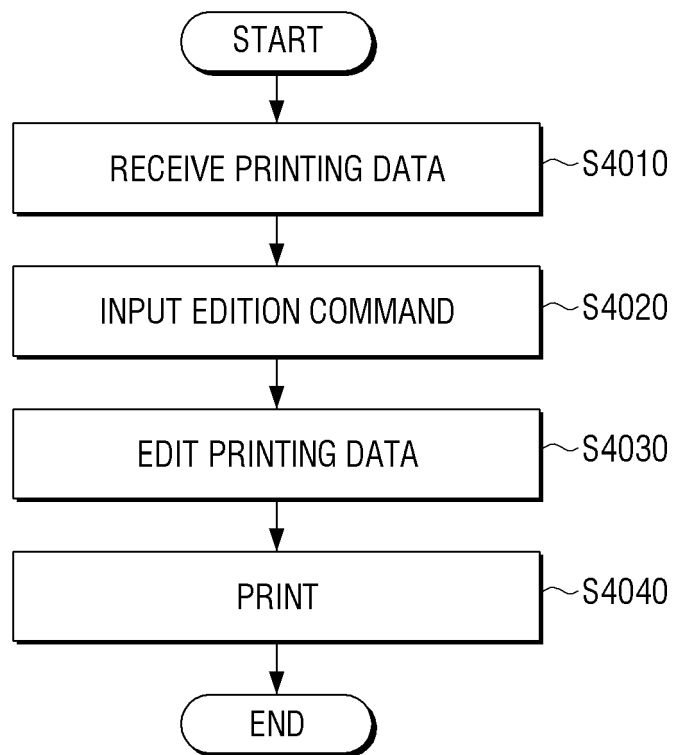 START
RECEIVE PRINTING DATA
S4010
INPUT EDITION COMMAND
S4020
EDIT PRINTING DATA
S4030
PRINT
S4040
END